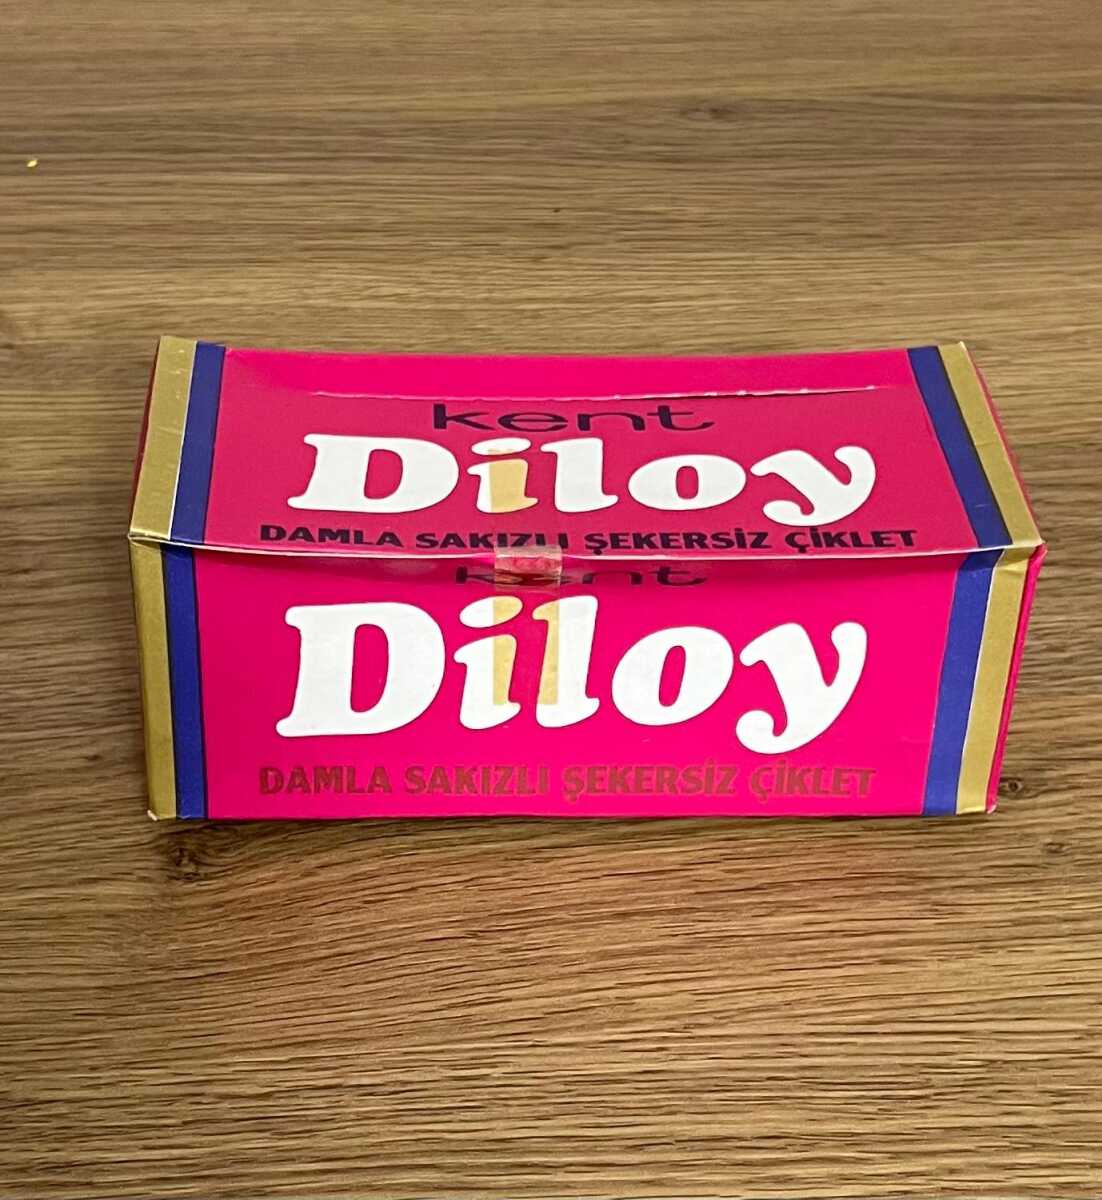 kent
Diloy
DAMLA SAKIZLI ŞEKERSİZ ÇİKLET
kent
Diloy
DAMLA SAKIZLI ŞEKERSİZ ÇİKLET